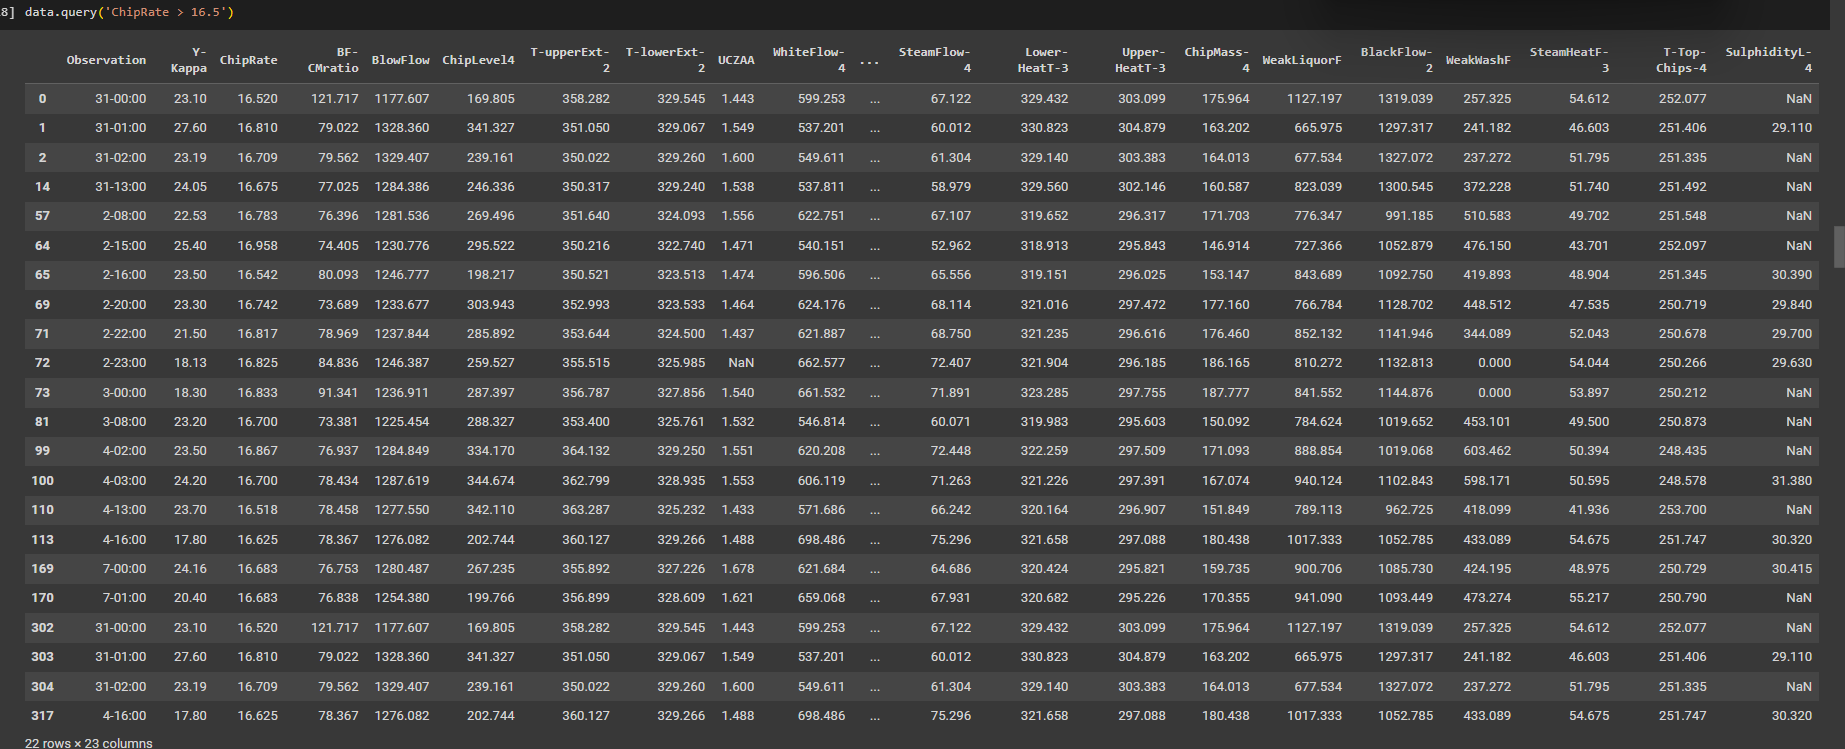 8] data.query('ChipRate > 16.5')
Observation Y-Kappa ChipRate BF-CMratio BlowFlow ChipLevel4 T-upperExt-2 T-lowerExt-2 UCZAA WhiteFlow-4 ... SteamFlow-4 Lower-HeatT-3 Upper-HeatT-3 ChipMass-4 WeakLiquorF BlackFlow-2 WeakWashF SteamHeatF-3 T-Top-Chips-4 SulphidityL-4
0 31-00:00 23.10 16.520 121.717 1177.607 169.805 358.282 329.545 1.443 599.253 ... 67.122 329.432 303.099 175.964 1127.197 1319.039 257.325 54.612 252.077 NaN
1 31-01:00 27.60 16.810 79.022 1328.360 341.327 351.050 329.067 1.549 537.201 ... 60.012 330.823 304.879 163.202 665.975 1297.317 241.182 46.603 251.406 29.110
2 31-02:00 23.19 16.709 79.562 1329.407 239.161 350.022 329.260 1.600 549.611 ... 61.304 329.140 303.383 164.013 677.534 1327.072 237.272 51.795 251.335 NaN
14 31-13:00 24.05 16.675 77.025 1284.386 246.336 350.317 329.240 1.538 537.811 ... 58.979 329.560 302.146 160.587 823.039 1300.545 372.228 51.740 251.492 NaN
57 2-08:00 22.53 16.783 76.396 1281.536 269.496 351.640 324.093 1.556 622.751 ... 67.107 319.652 296.317 171.703 776.347 991.185 510.583 49.702 251.548 NaN
64 2-15:00 25.40 16.958 74.405 1230.776 295.522 350.216 322.740 1.471 540.151 ... 52.962 318.913 295.843 146.914 727.366 1052.879 476.150 43.701 252.097 NaN
65 2-16:00 23.50 16.542 80.093 1246.777 198.217 350.521 323.513 1.474 596.506 ... 65.556 319.151 296.025 153.147 843.689 1092.750 419.893 48.904 251.345 30.390
69 2-20:00 23.30 16.742 73.689 1233.677 303.943 352.993 323.533 1.464 624.176 ... 68.114 321.016 297.472 177.160 766.784 1128.702 448.512 47.535 250.719 29.840
71 2-22:00 21.50 16.817 78.969 1237.844 285.892 353.644 324.500 1.437 621.887 ... 68.750 321.235 296.616 176.460 852.132 1141.946 344.089 52.043 250.678 29.700
72 2-23:00 18.13 16.825 84.836 1246.387 259.527 355.515 325.985 NaN 662.577 ... 72.407 321.904 296.185 186.165 810.272 1132.813 0.000 54.044 250.266 29.630
73 3-00:00 18.30 16.833 91.341 1236.911 287.397 356.787 327.856 1.540 661.532 ... 71.891 323.285 297.755 187.777 841.552 1144.876 0.000 53.897 250.212 NaN
81 3-08:00 23.20 16.700 73.381 1225.454 288.327 353.400 325.761 1.532 546.814 ... 60.071 319.983 295.603 150.092 784.624 1019.652 453.101 49.500 250.873 NaN
99 4-02:00 23.50 16.867 76.937 1284.849 334.170 364.132 329.250 1.551 620.208 ... 72.448 322.259 297.509 171.093 888.854 1019.068 603.462 50.394 248.435 NaN
100 4-03:00 24.20 16.700 78.434 1287.619 344.674 362.799 328.935 1.553 606.119 ... 71.263 321.226 297.391 167.074 940.124 1102.843 598.171 50.595 248.578 31.380
110 4-13:00 23.70 16.518 78.458 1277.550 342.110 363.287 325.232 1.433 571.686 ... 66.242 320.164 296.907 151.849 789.113 962.725 418.099 41.936 253.700 NaN
113 4-16:00 17.80 16.625 78.367 1276.082 202.744 360.127 329.266 1.488 698.486 ... 75.296 321.658 297.088 180.438 1017.333 1052.785 433.089 54.675 251.747 30.320
169 7-00:00 24.16 16.683 76.753 1280.487 267.235 355.892 327.226 1.678 621.684 ... 64.686 320.424 295.821 159.735 900.706 1085.730 424.195 48.975 250.729 30.415
170 7-01:00 20.40 16.683 76.838 1254.380 199.766 356.899 328.609 1.621 659.068 ... 67.931 320.682 295.226 170.355 941.090 1093.449 473.274 55.217 250.790 NaN
302 31-00:00 23.10 16.520 121.717 1177.607 169.805 358.282 329.545 1.443 599.253 ... 67.122 329.432 303.099 175.964 1127.197 1319.039 257.325 54.612 252.077 NaN
303 31-01:00 27.60 16.810 79.022 1328.360 341.327 351.050 329.067 1.549 537.201 ... 60.012 330.823 304.879 163.202 665.975 1297.317 241.182 46.603 251.406 29.110
304 31-02:00 23.19 16.709 79.562 1329.407 239.161 350.022 329.260 1.600 549.611 ... 61.304 329.140 303.383 164.013 677.534 1327.072 237.272 51.795 251.335 NaN
317 4-16:00 17.80 16.625 78.367 1276.082 202.744 360.127 329.266 1.488 698.486 ... 75.296 321.658 297.088 180.438 1017.333 1052.785 433.089 54.675 251.747 30.320
22 rows × 23 columns